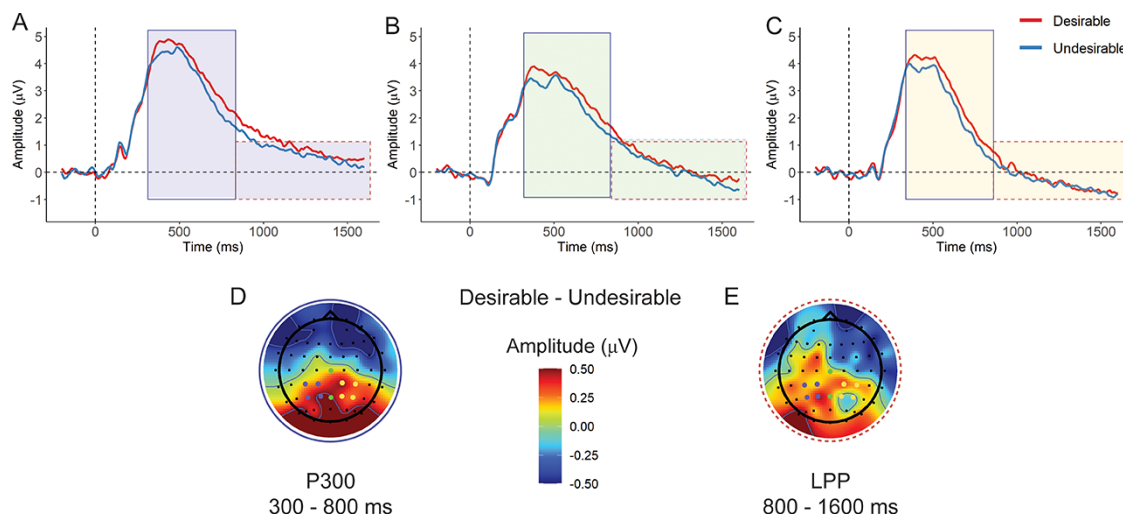 A
Amplitude (μV)
5
4
3
2
1
0
-1
0
500
1000
1500
Time (ms)
B
Amplitude (μV)
5
4
3
2
1
0
-1
0
500
1000
1500
Time (ms)
C
Amplitude (μV)
5
4
3
2
1
0
-1
0
500
1000
1500
Time (ms)
Desirable
Undesirable
D
Desirable - Undesirable
E
Amplitude (μV)
0.50
0.25
0.00
-0.25
-0.50
P300
300 - 800 ms
LPP
800 - 1600 ms